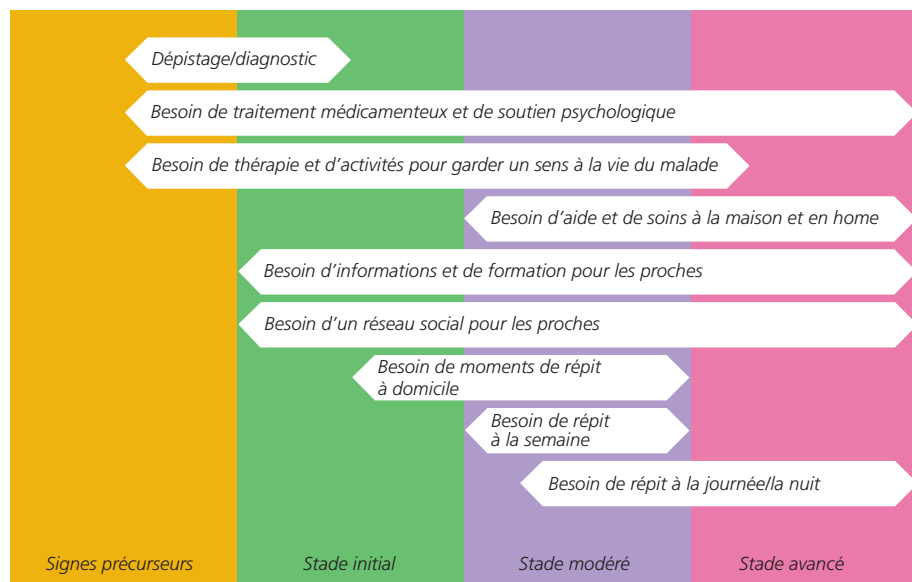 Dépistage/diagnostic
Besoin de traitement médicamenteux et de soutien psychologique
Besoin de thérapie et d’activités pour garder un sens à la vie du malade
Besoin d’aide et de soins à la maison et en home
Besoin d’informations et de formation pour les proches
Besoin d’un réseau social pour les proches
Besoin de moments de répit
à domicile
Besoin de répit
à la semaine
Besoin de répit à la journée/la nuit
Signes précurseurs
Stade initial
Stade modéré
Stade avancé